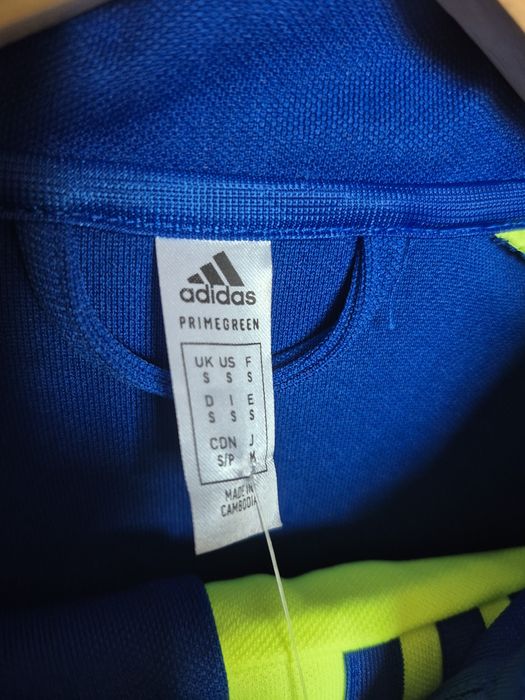 adidas
PRIMEGREEN
UK US F
S S S
D I E
S S S
CDN J
S/P M
MADE IN
CAMBODIA